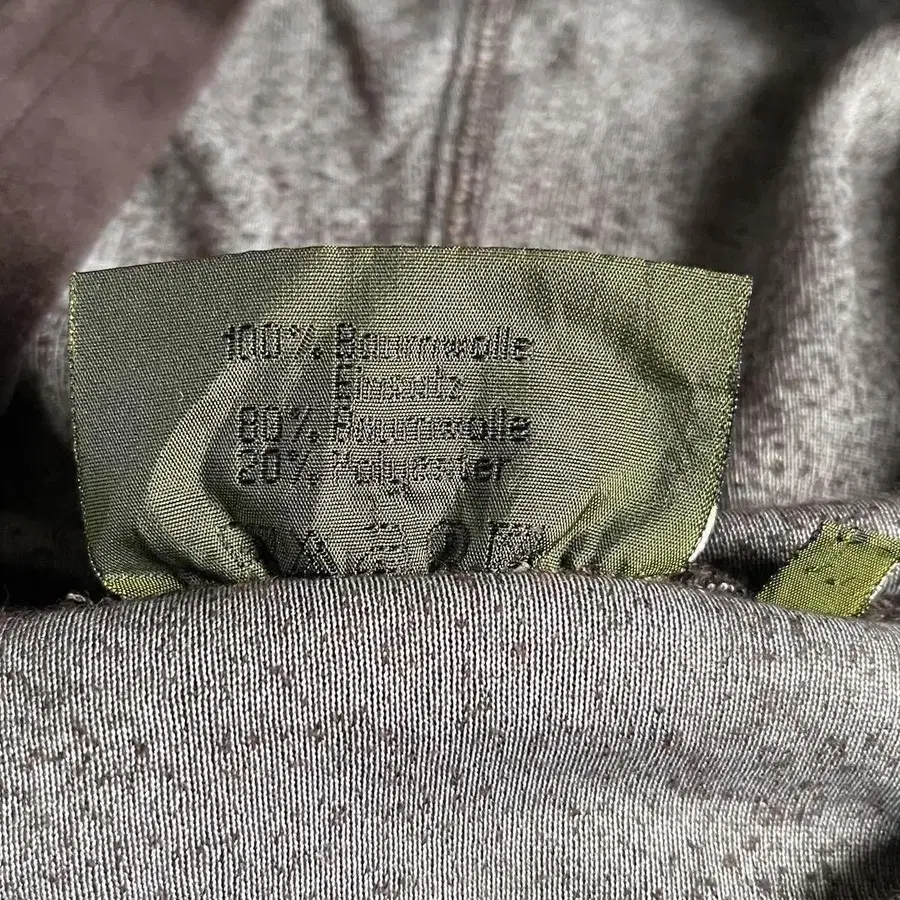 100% Baumwolle
Einsatz
80% Baumwolle
20% Polyester